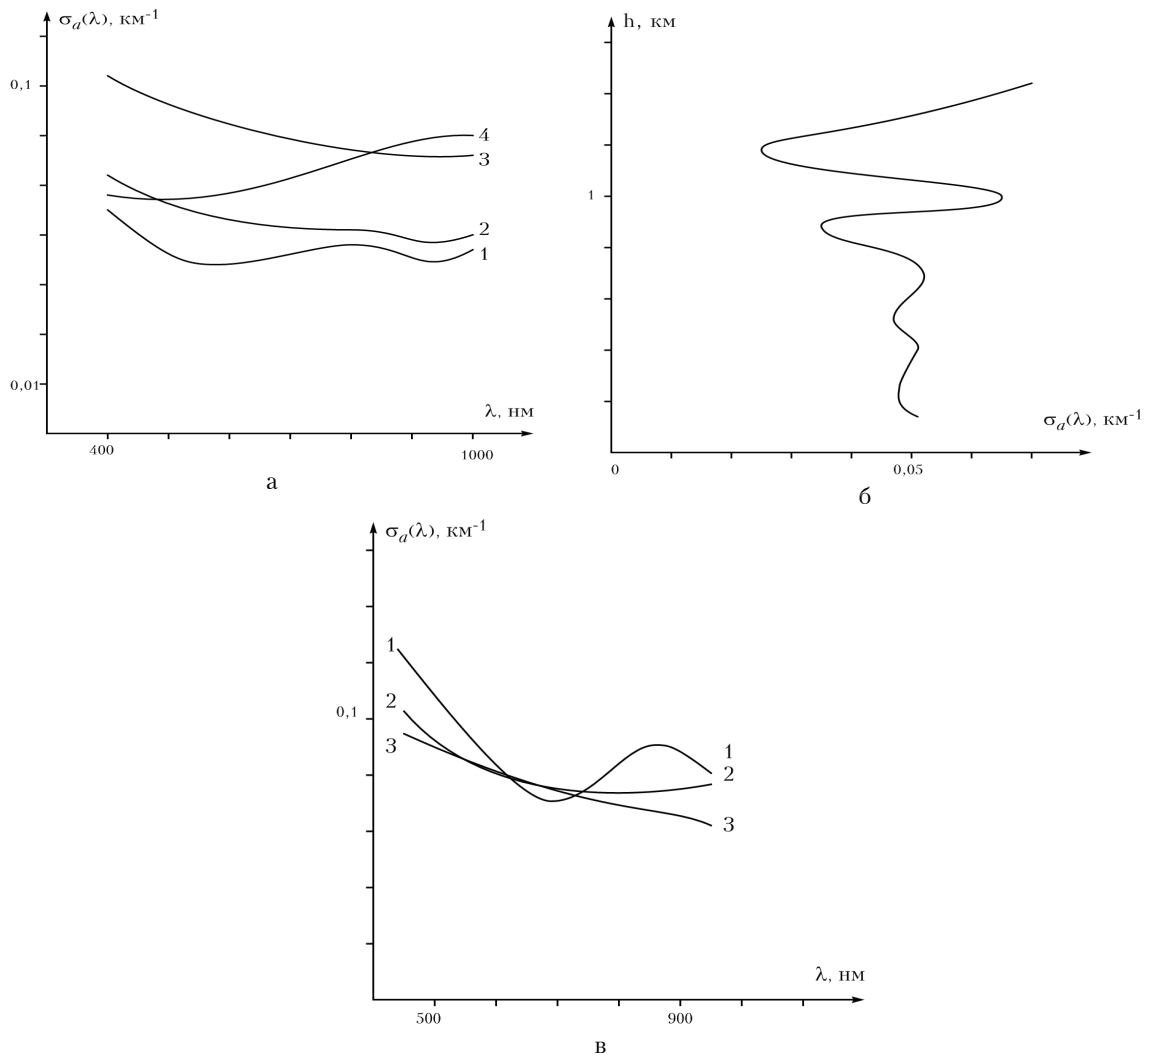 σa(λ), км-1
0,1
4
3
2
1
0,01
λ, нм
400
1000
а
h, км
1
σa(λ), км-1
0
0,05
б
σa(λ), км-1
1
2
0,1
3
1
2
3
λ, нм
500
900
в